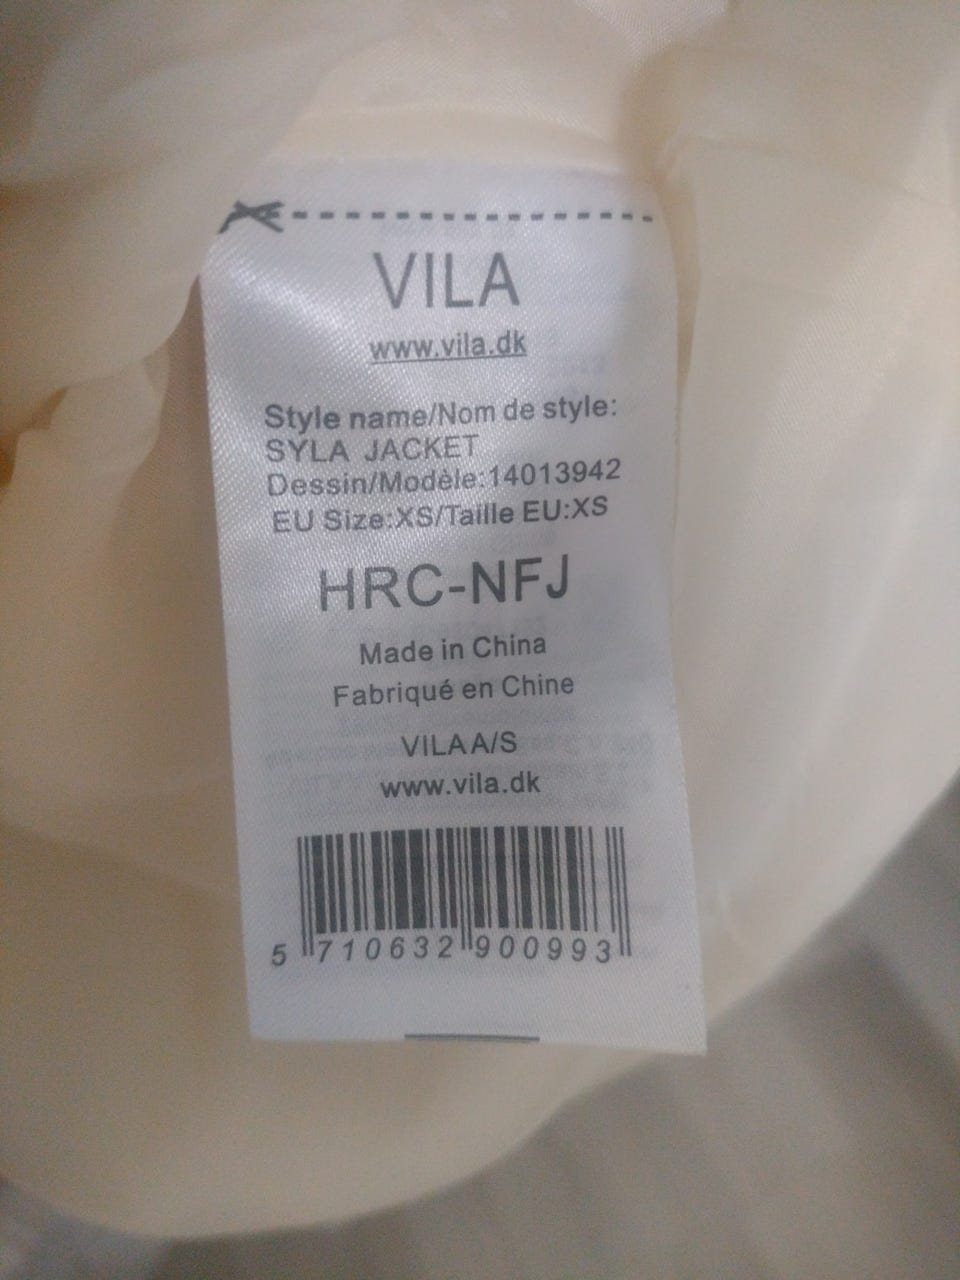 VILA
www.vila.dk
Style name/Nom de style:
SYLA JACKET
Dessin/Modèle:14013942
EU Size:XS/Taille EU:XS
HRC-NFJ
Made in China
Fabriqué en Chine
VILA A/S
www.vila.dk
5 710632 900993